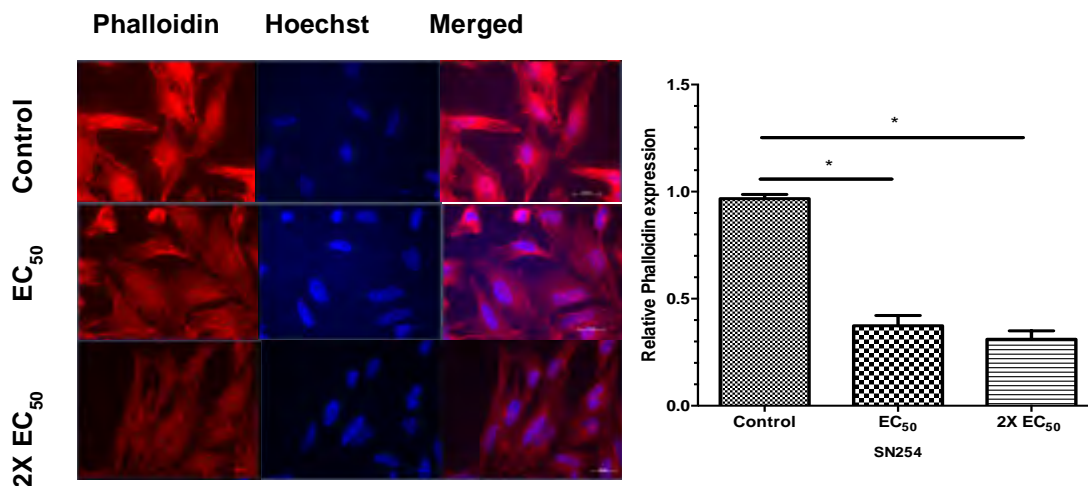 Phalloidin Hoechst Merged
Control
EC50
2X EC50
Relative Phalloidin expression
1.5
1.0
0.5
0.0
*
*
Control EC50 2X EC50
SN254